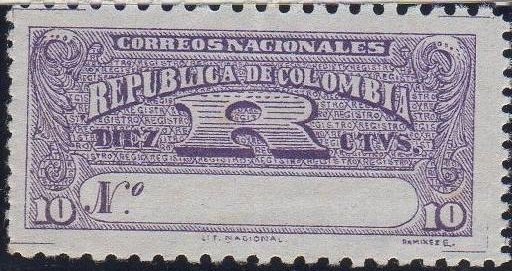 CORREOS NACIONALES
REPUBLICA DE COLOMBIA
DIEZ R CTVS.
10 N.º 10
LIT. NACIONAL